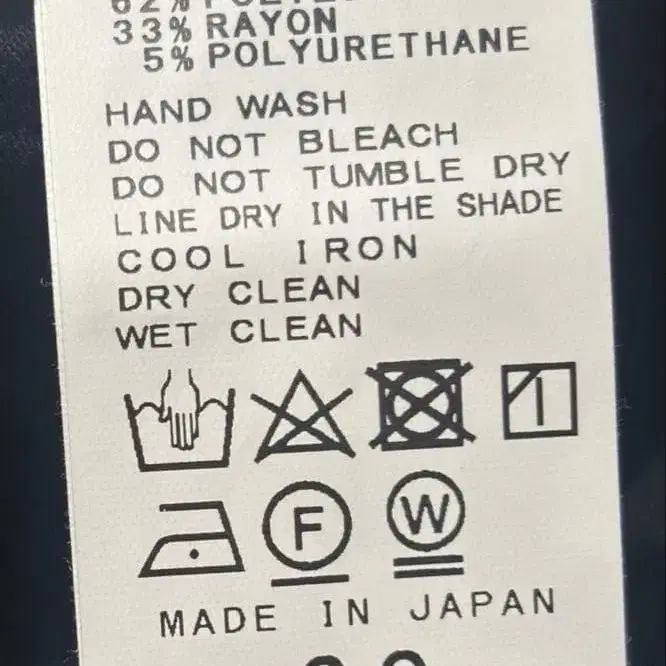 33% RAYON
5% POLYURETHANE
HAND WASH
DO NOT BLEACH
DO NOT TUMBLE DRY
LINE DRY IN THE SHADE
COOL IRON
DRY CLEAN
WET CLEAN
F W
MADE IN JAPAN